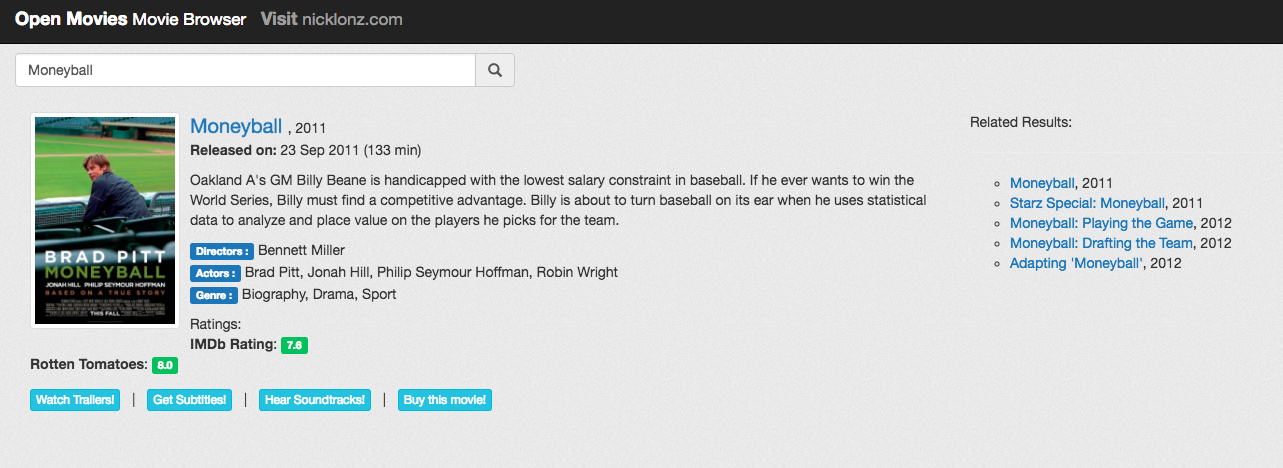 Open Movies Movie Browser Visit nicklonz.com
Moneyball
BRAD PITT
MONEYBALL
JONAH HILL PHILIP SEYMOUR HOFFMAN
BASED ON A TRUE STORY
THIS FALL
Moneyball , 2011
Released on: 23 Sep 2011 (133 min)
Oakland A's GM Billy Beane is handicapped with the lowest salary constraint in baseball. If he ever wants to win the
World Series, Billy must find a competitive advantage. Billy is about to turn baseball on its ear when he uses statistical
data to analyze and place value on the players he picks for the team.
Directors : Bennett Miller
Actors : Brad Pitt, Jonah Hill, Philip Seymour Hoffman, Robin Wright
Genre : Biography, Drama, Sport
Ratings:
IMDb Rating: 7.6
Rotten Tomatoes: 8.0
Watch Trailers! | Get Subtitles! | Hear Soundtracks! | Buy this movie!
Related Results:
Moneyball, 2011
Starz Special: Moneyball, 2011
Moneyball: Playing the Game, 2012
Moneyball: Drafting the Team, 2012
Adapting 'Moneyball', 2012